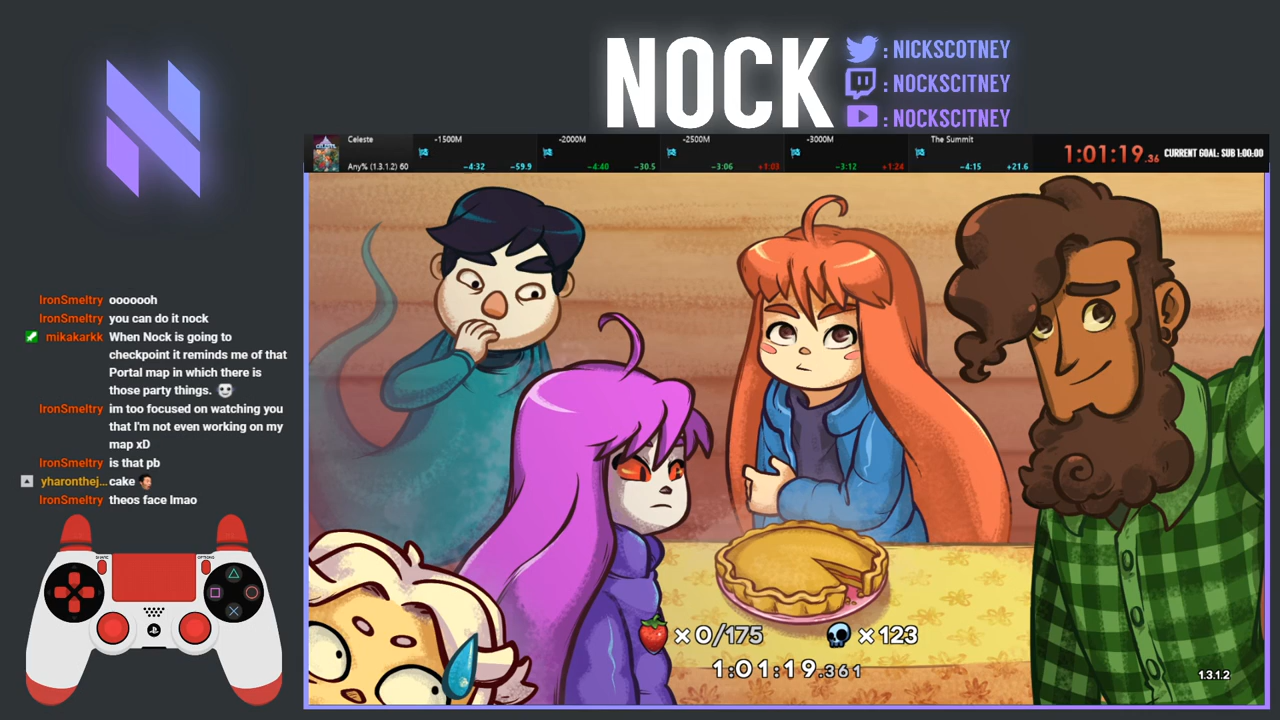 NOCK
: NICKSCOTNEY
: NOCKSCITNEY
: NOCKSCITNEY
Celeste
Any% (1.3.1.2) 60
-1500M
-4:32 -59.9
-2000M
-4:40 -30.5
-2500M
-3:06 +1:03
-3000M
-3:12 +1:24
The Summit
-4:15 +21.6
1:01:19.36
CURRENT GOAL: SUB 1:00:00
IronSmeltry ooooooh
IronSmeltry you can do it nock
mikakarkk When Nock is going to
checkpoint it reminds me of that
Portal map in which there is
those party things.
IronSmeltry im too focused on watching you
that I'm not even working on my
map xD
IronSmeltry is that pb
yharonthej... cake
IronSmeltry theos face lmao
SHARE
OPTIONS
× 0/175
× 123
1:01:19.361
1.3.1.2